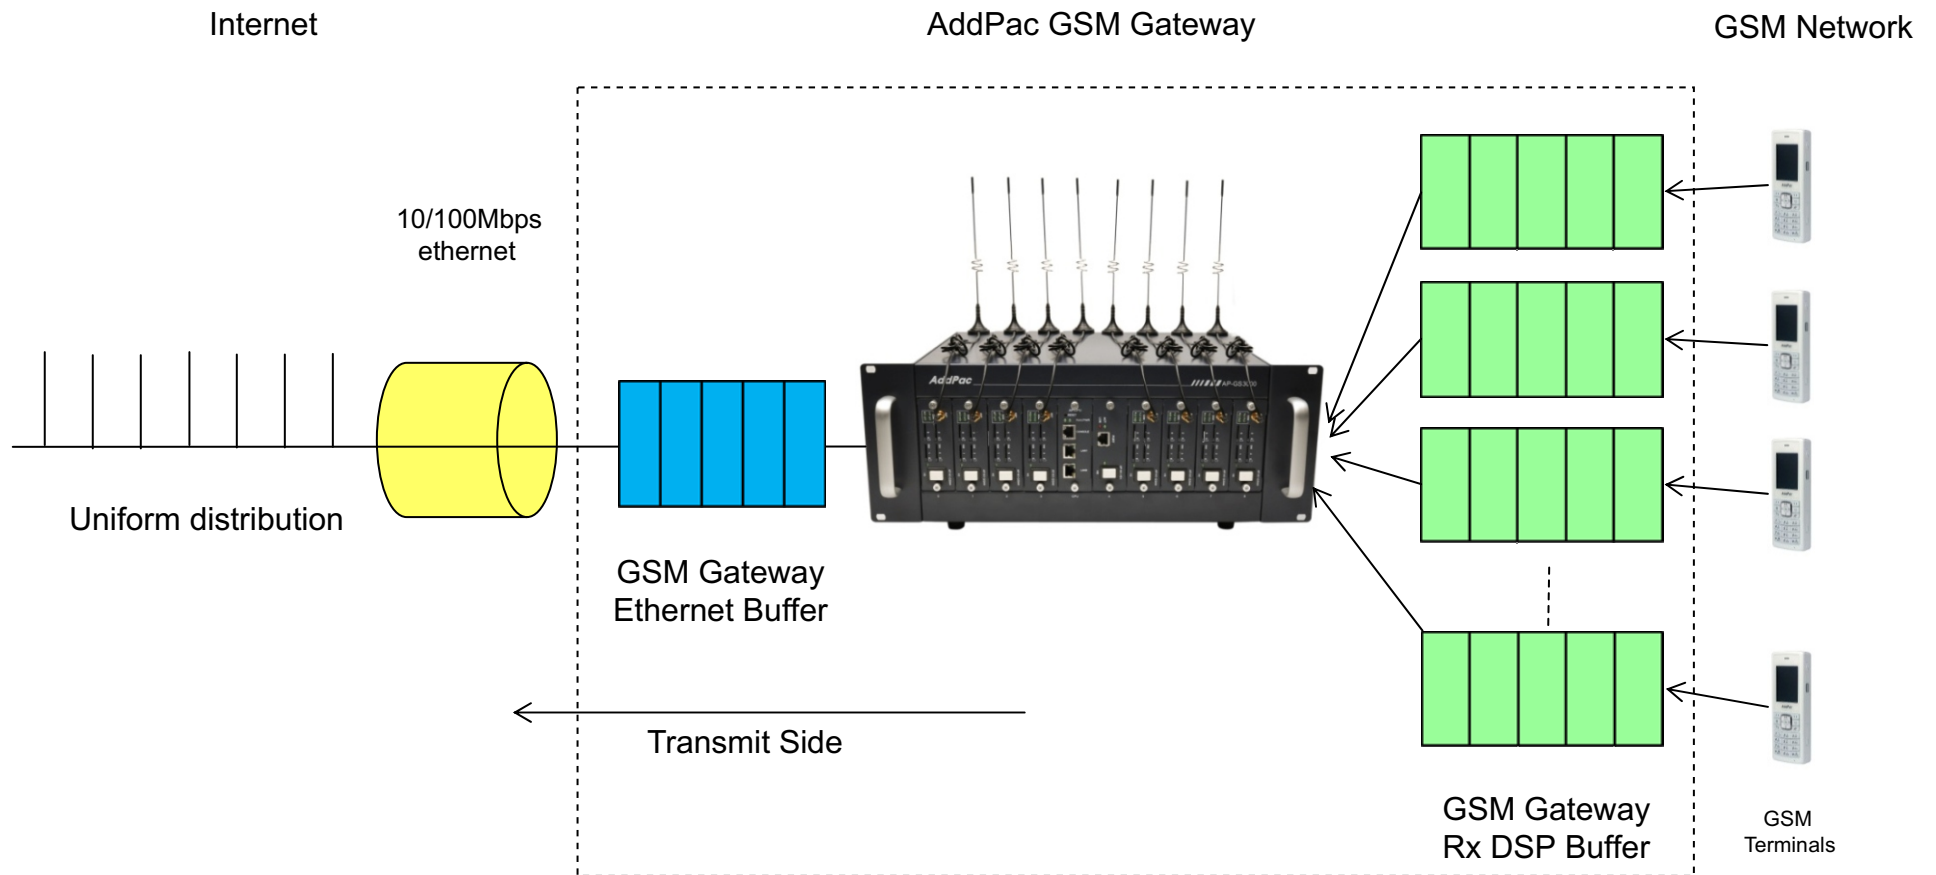 Internet
AddPac GSM Gateway
GSM Network
10/100Mbps
ethernet
AddPac
Uniform distribution
GSM Gateway
Ethernet Buffer
Transmit Side
GSM Gateway
Rx DSP Buffer
GSM
Terminals